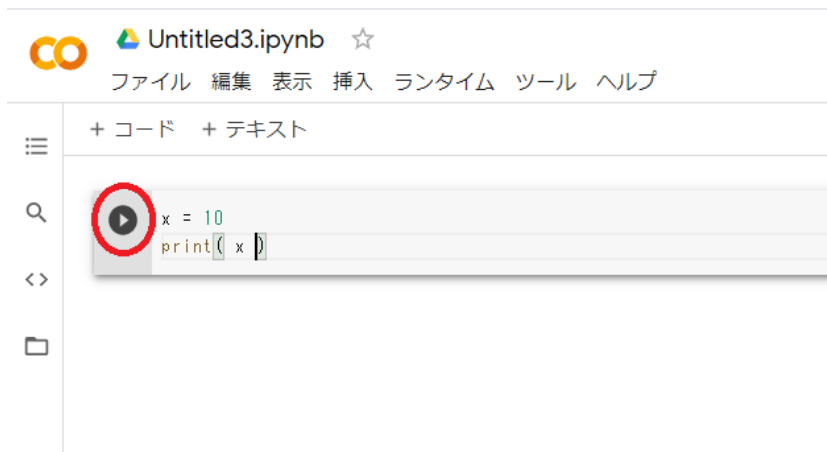 Untitled3.ipynb
ファイル 編集 表示 挿入 ランタイム ツール ヘルプ
+ コード + テキスト
x = 10
print( x )